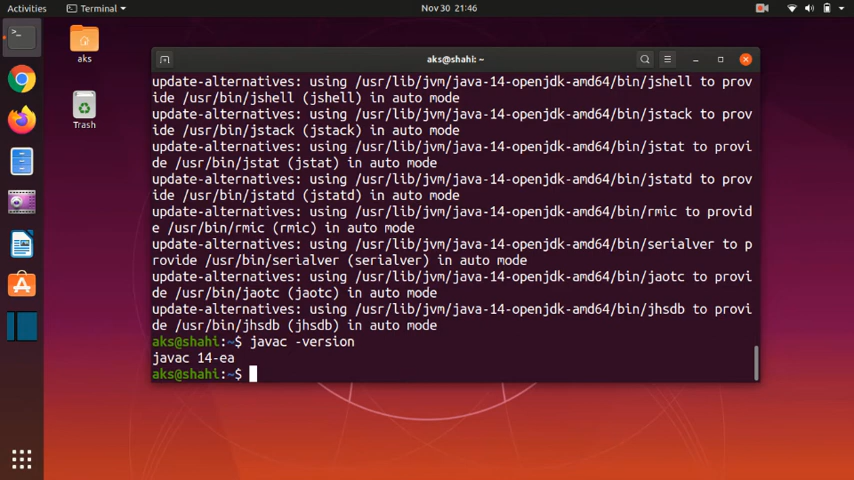 Activities
Terminal
Nov 30 21:46
aks
Trash
aks@shahi: ~
update-alternatives: using /usr/lib/jvm/java-14-openjdk-amd64/bin/jshell to prov
ide /usr/bin/jshell (jshell) in auto mode
update-alternatives: using /usr/lib/jvm/java-14-openjdk-amd64/bin/jstack to prov
ide /usr/bin/jstack (jstack) in auto mode
update-alternatives: using /usr/lib/jvm/java-14-openjdk-amd64/bin/jstat to provi
de /usr/bin/jstat (jstat) in auto mode
update-alternatives: using /usr/lib/jvm/java-14-openjdk-amd64/bin/jstatd to prov
ide /usr/bin/jstatd (jstatd) in auto mode
update-alternatives: using /usr/lib/jvm/java-14-openjdk-amd64/bin/rmic to provid
e /usr/bin/rmic (rmic) in auto mode
update-alternatives: using /usr/lib/jvm/java-14-openjdk-amd64/bin/serialver to p
rovide /usr/bin/serialver (serialver) in auto mode
update-alternatives: using /usr/lib/jvm/java-14-openjdk-amd64/bin/jaotc to provi
de /usr/bin/jaotc (jaotc) in auto mode
update-alternatives: using /usr/lib/jvm/java-14-openjdk-amd64/bin/jhsdb to provi
de /usr/bin/jhsdb (jhsdb) in auto mode
aks@shahi:~$ javac -version
javac 14-ea
aks@shahi:~$